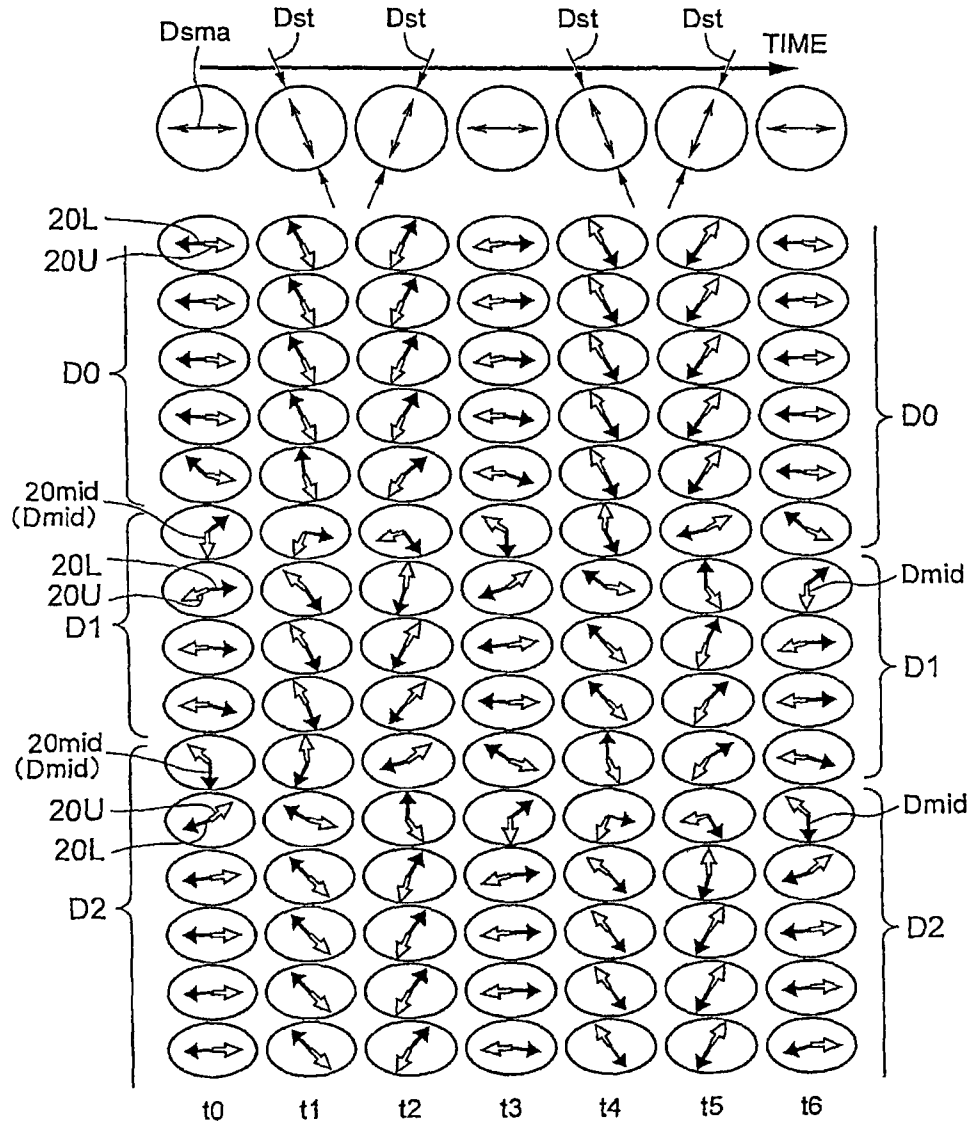 Dsma
Dst
Dst
Dst
Dst
TIME
20L
20U
D0
D0
20mid
(Dmid)
20L
20U
Dmid
D1
D1
20mid
(Dmid)
20U
20L
Dmid
D2
D2
t0 t1 t2 t3 t4 t5 t6